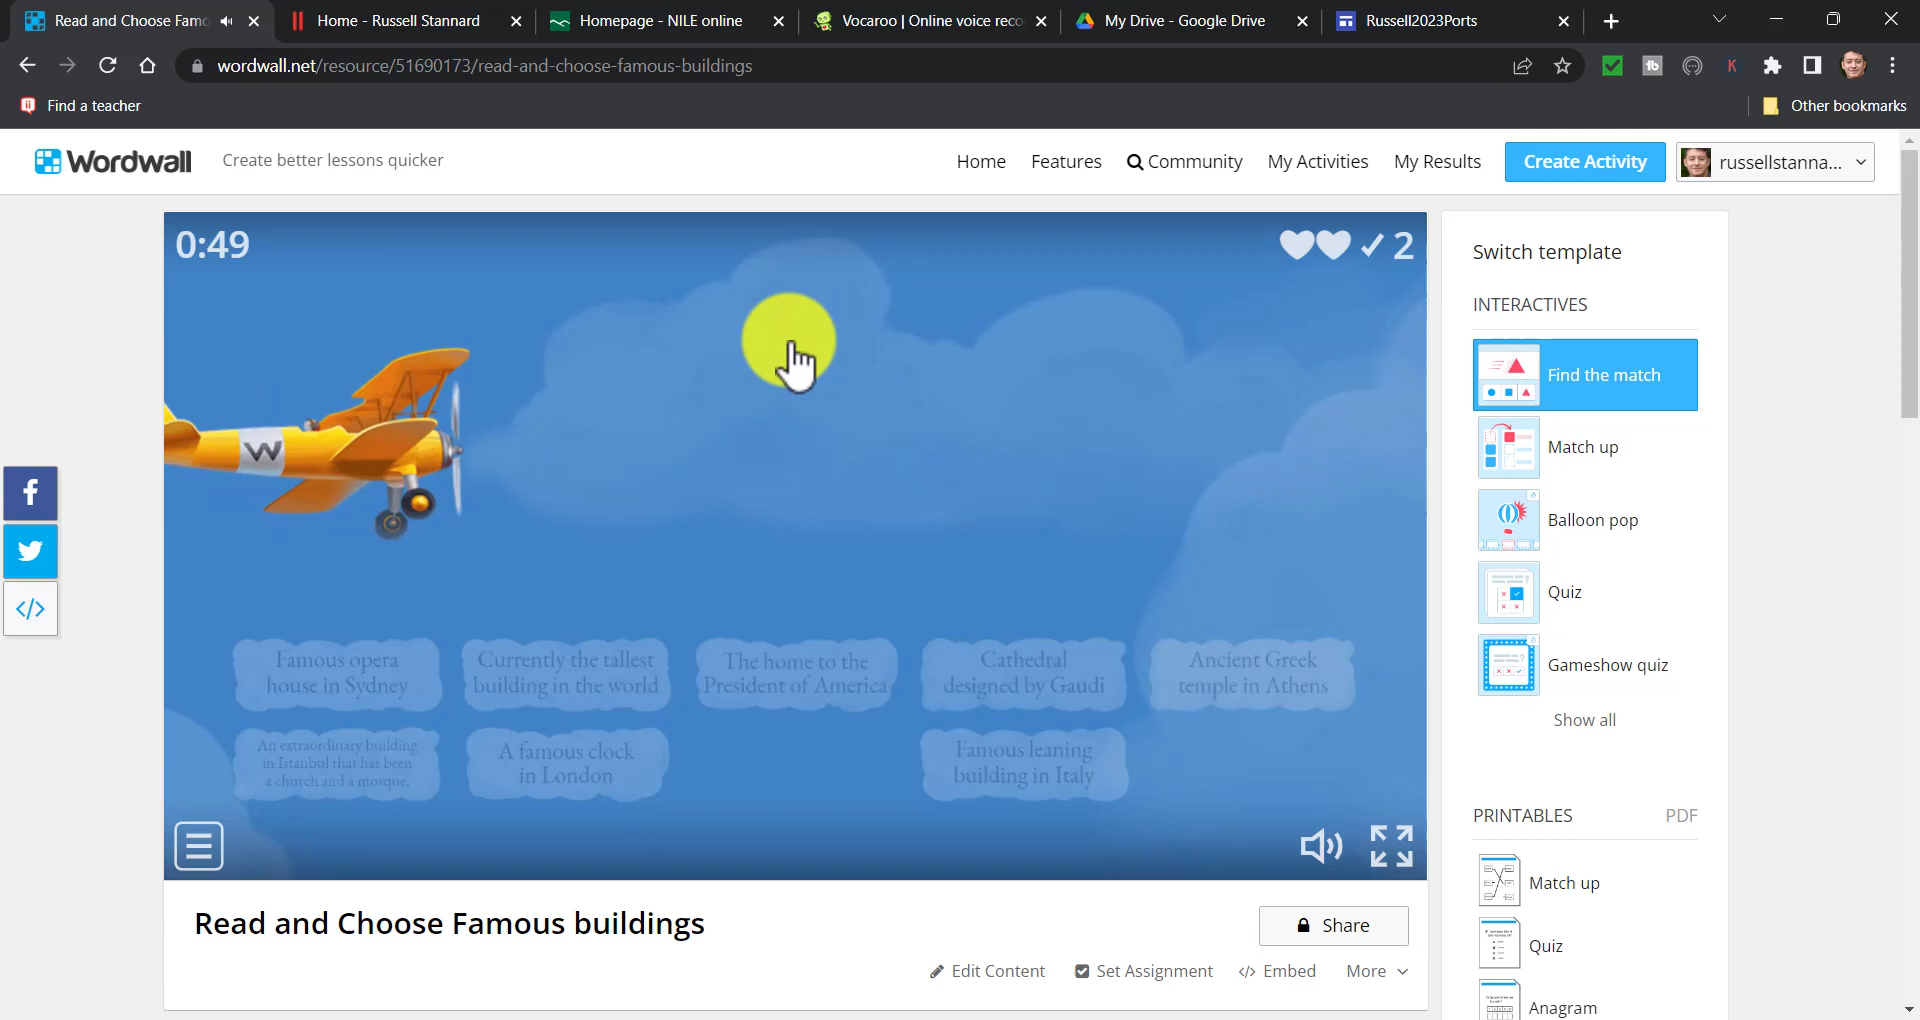 Read and Choose Famo
Home - Russell Stannard
Homepage - NILE online
Vocaroo | Online voice reco
My Drive - Google Drive
Russell2023Ports
wordwall.net/resource/51690173/read-and-choose-famous-buildings
Find a teacher
Other bookmarks
Wordwall
Create better lessons quicker
Home
Features
Community
My Activities
My Results
Create Activity
russellstanna...
0:49
2
W
Famous opera
house in Sydney
Currently the tallest
building in the world
The home to the
President of America
Cathedral
designed by Gaudi
Ancient Greek
temple in Athens
An extraordinary building
in Istanbul that has been
a church and a mosque.
A famous clock
in London
Famous leaning
building in Italy
Switch template
INTERACTIVES
Find the match
Match up
Balloon pop
Quiz
Gameshow quiz
Show all
PRINTABLES
PDF
Match up
Quiz
Anagram
Read and Choose Famous buildings
Share
Edit Content
Set Assignment
</> Embed
More